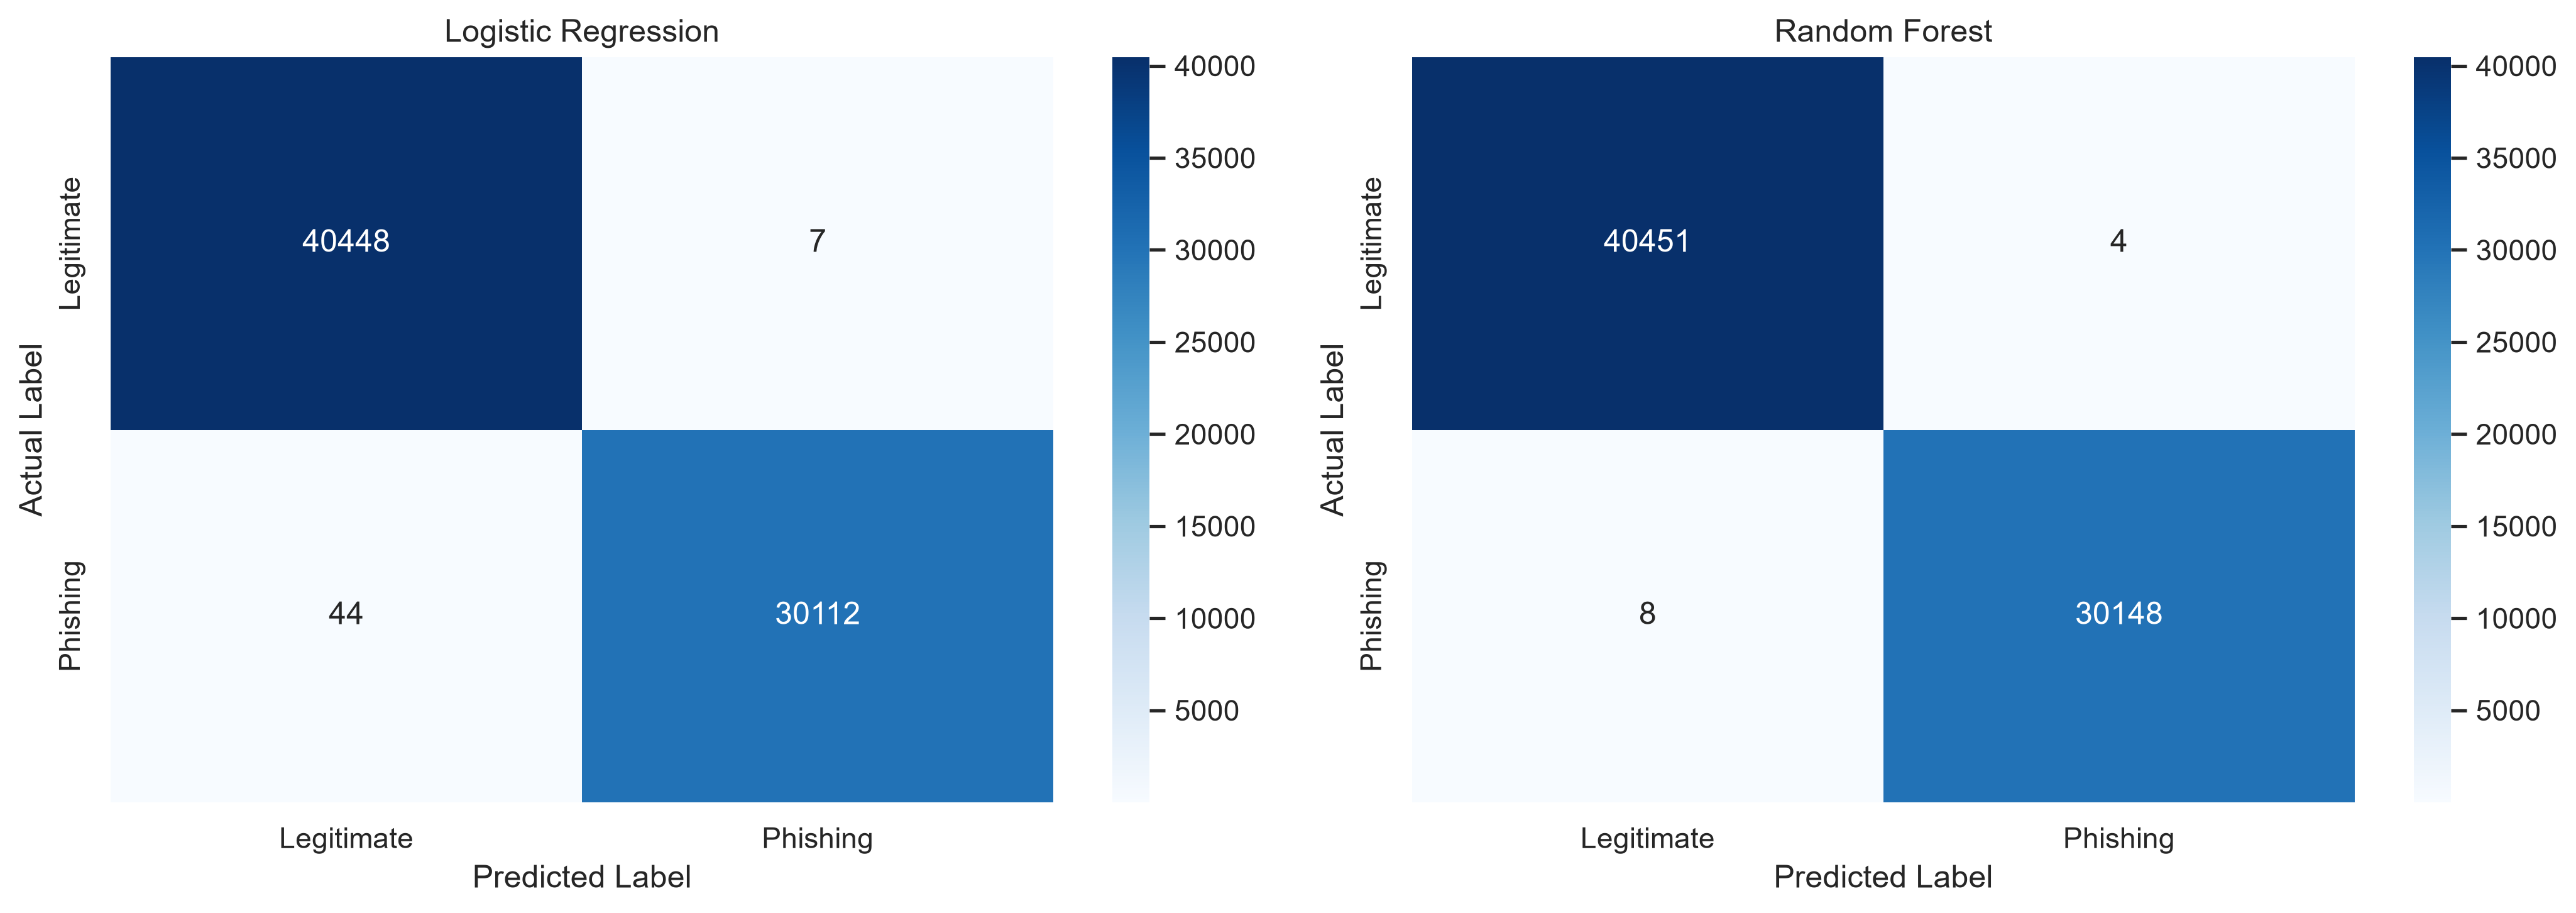 Logistic Regression
Actual Label
Legitimate
Phishing
40448
7
44
30112
Legitimate
Phishing
Predicted Label
40000
35000
30000
25000
20000
15000
10000
5000
Random Forest
Actual Label
Legitimate
Phishing
40451
4
8
30148
Legitimate
Phishing
Predicted Label
40000
35000
30000
25000
20000
15000
10000
5000